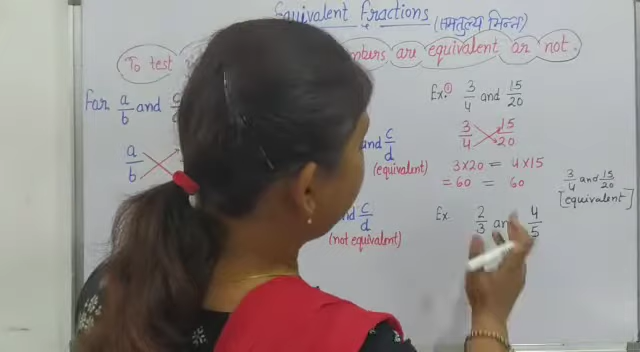 Equivalent Fractions (समतुल्य भिन्न)
To test
mbers are equivalent or not.
For a/b and
a/b
and c/d
(equivalent)
and c/d
(not equivalent)
Ex.① 3/4 and 15/20
3/4 15/20
3×20 = 4×15
=60 = 60
3/4 and 15/20
[equivalent]
Ex 2/3 an 4/5